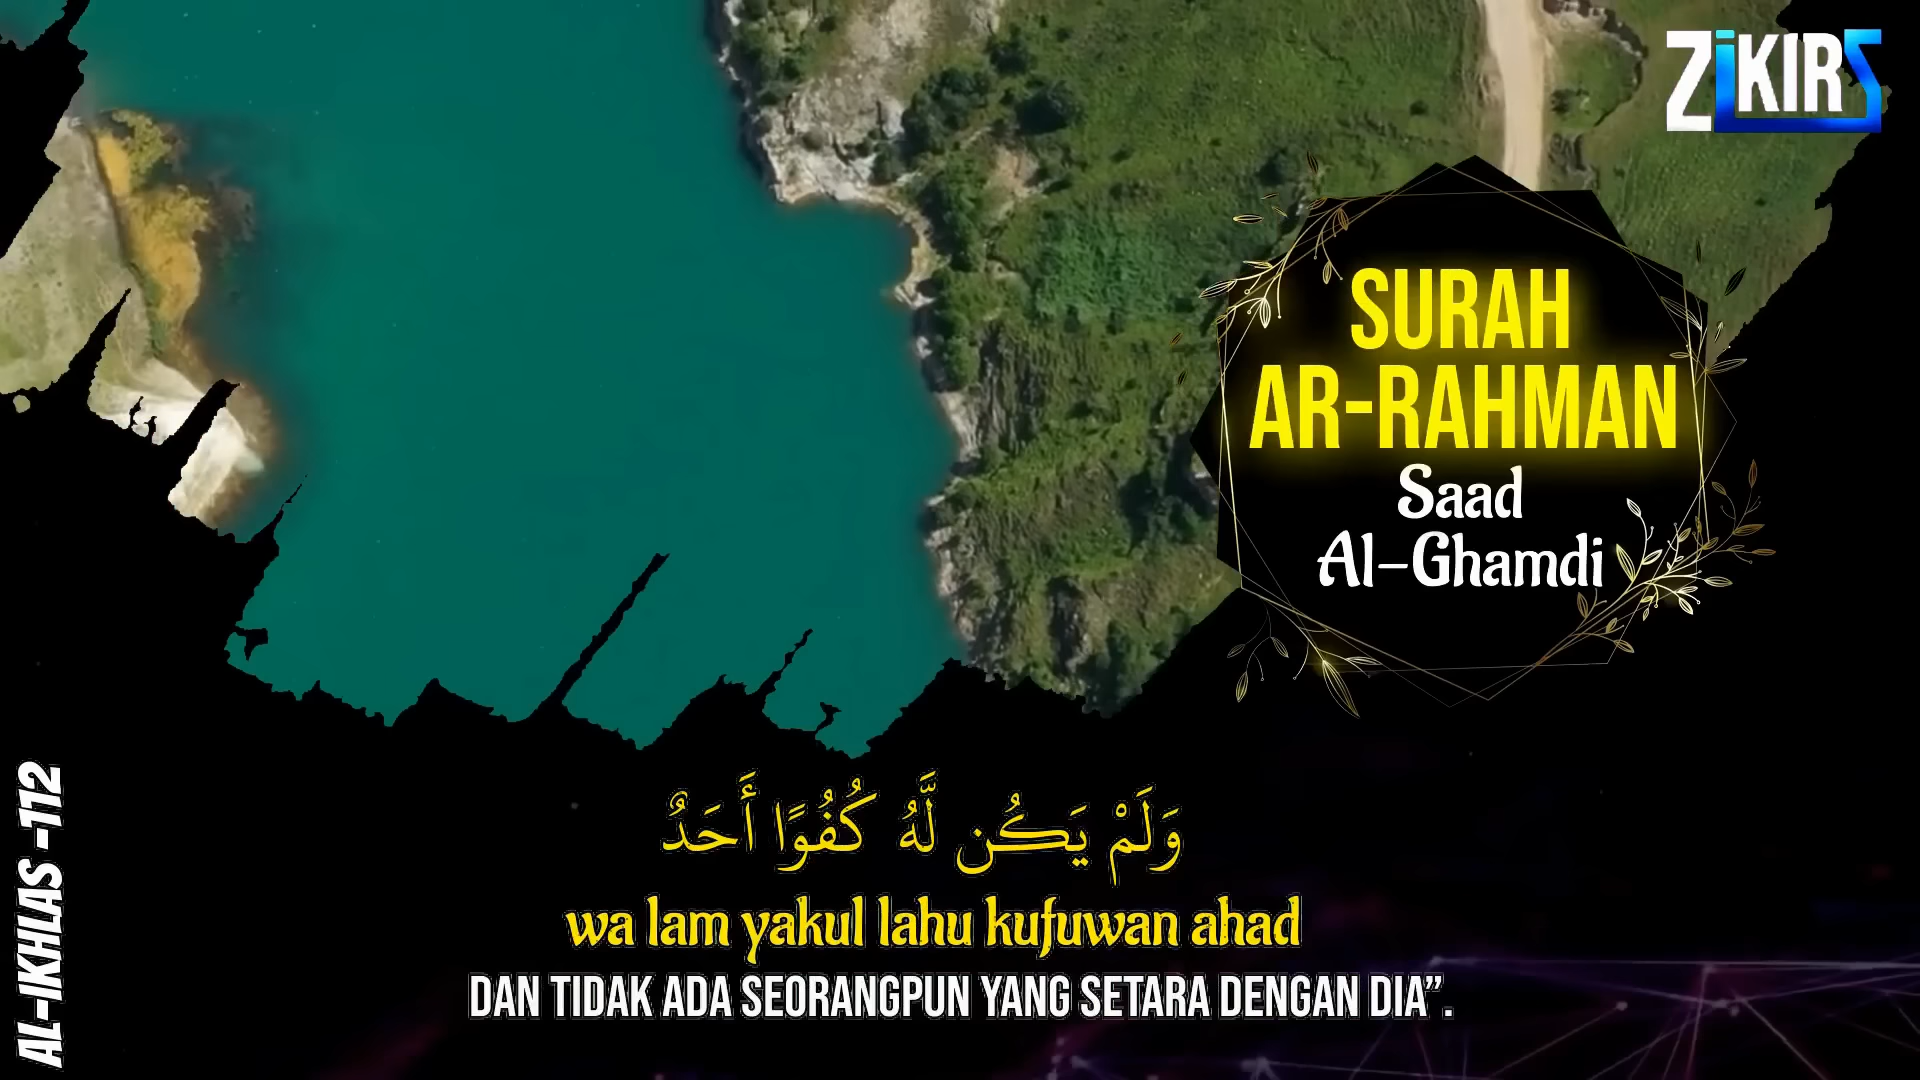 ZiKIRS
SURAH
AR-RAHMAN
Saad
Al-Ghamdi
وَلَمْ يَكُن لَّهُ كُفُوًا أَحَدٌ
wa lam yakul lahu kufuwan ahad
DAN TIDAK ADA SEORANGPUN YANG SETARA DENGAN DIA”.
AL-IKHLAS -112